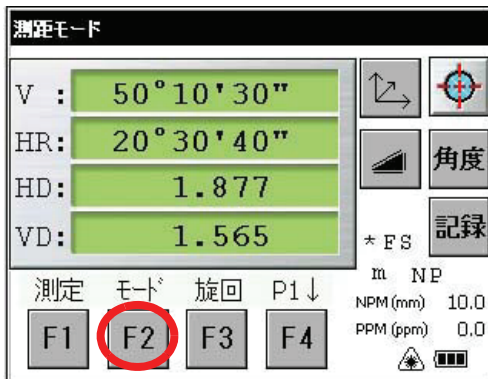 測距モード
V : 50°10'30"
HR: 20°30'40"
HD: 1.877
VD: 1.565
角度
記録
*FS
m NP
NPM (mm) 10.0
PPM (ppm) 0.0
測定 モード 旋回 P1↓
F1 F2 F3 F4